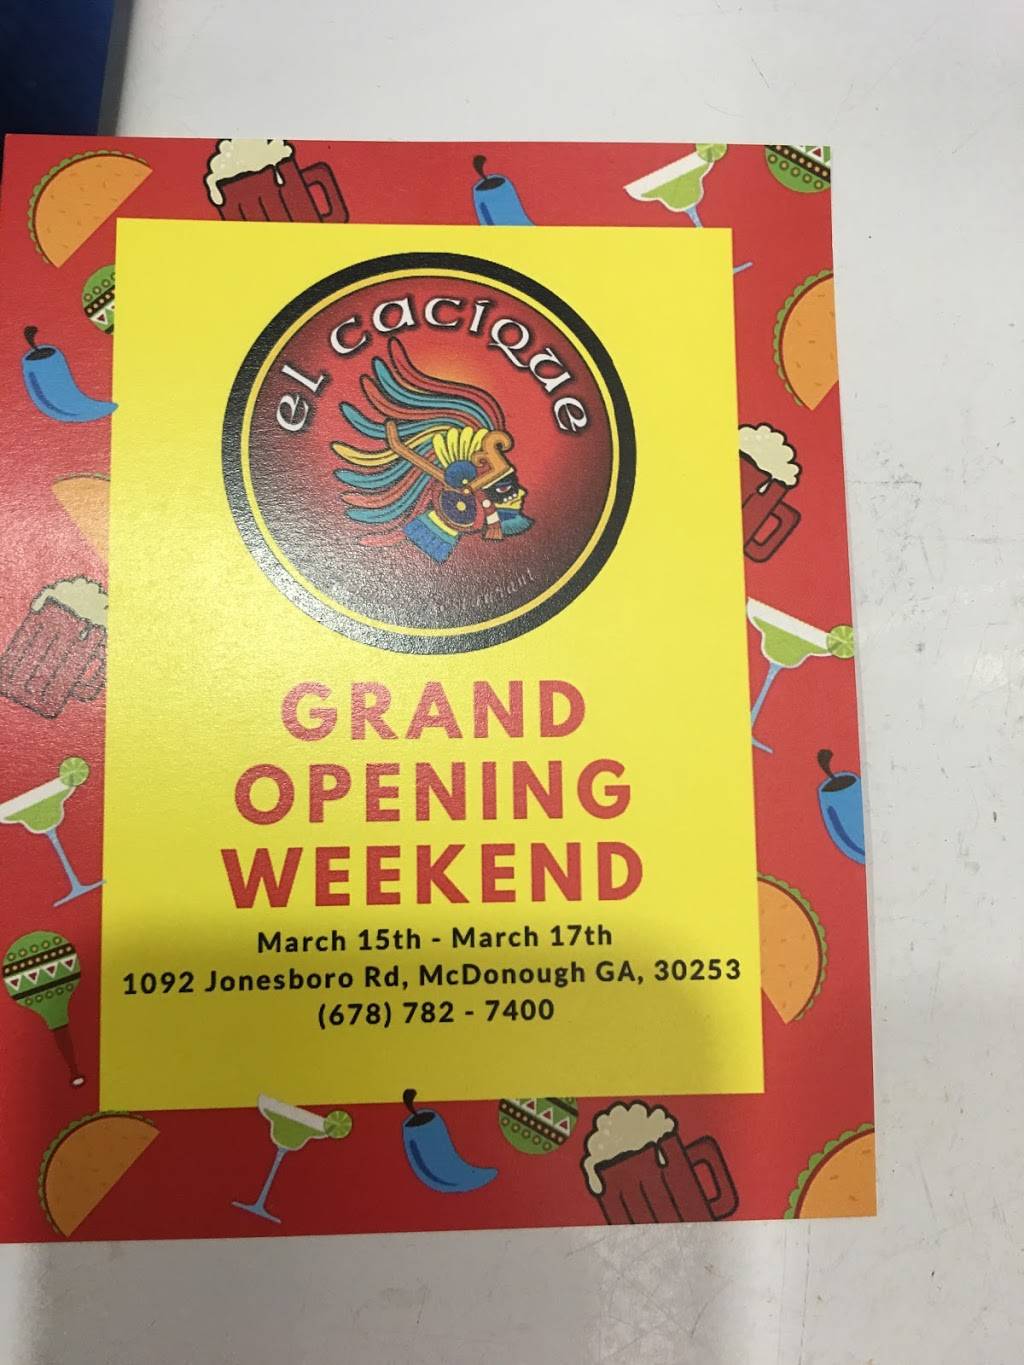 el cacique
GRAND
OPENING
WEEKEND
March 15th - March 17th
1092 Jonesboro Rd, McDonough GA, 30253
(678) 782 - 7400